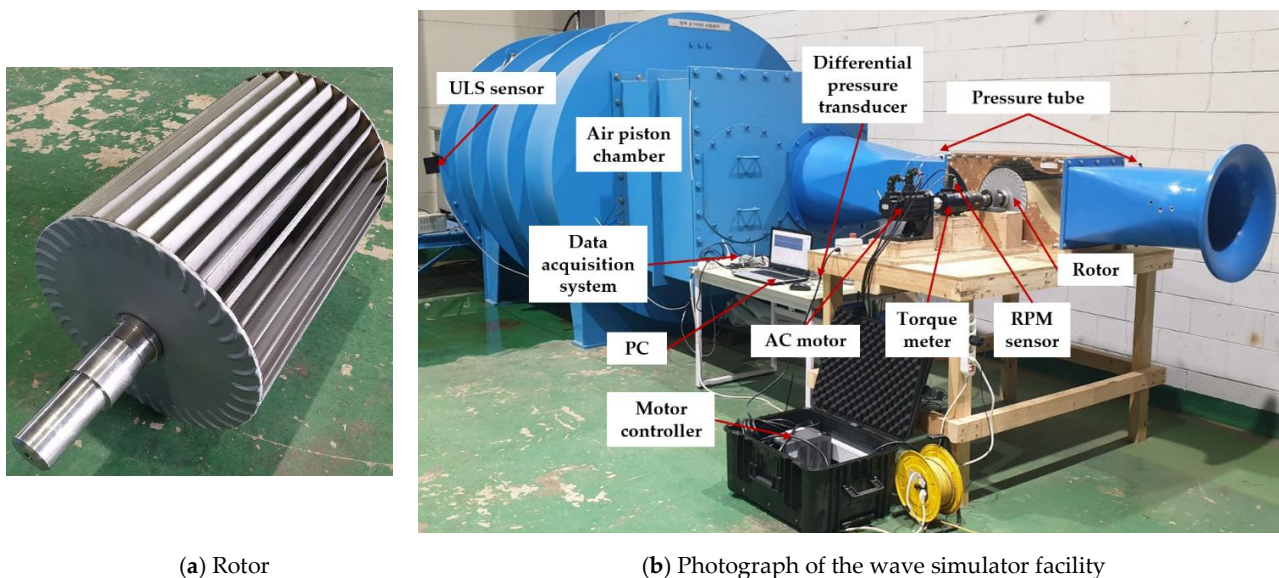 ULS sensor
Air piston
chamber
Differential
pressure
transducer
Pressure tube
Data
acquisition
system
PC
AC motor
Torque
meter
RPM
sensor
Rotor
Motor
controller
(a) Rotor
(b) Photograph of the wave simulator facility